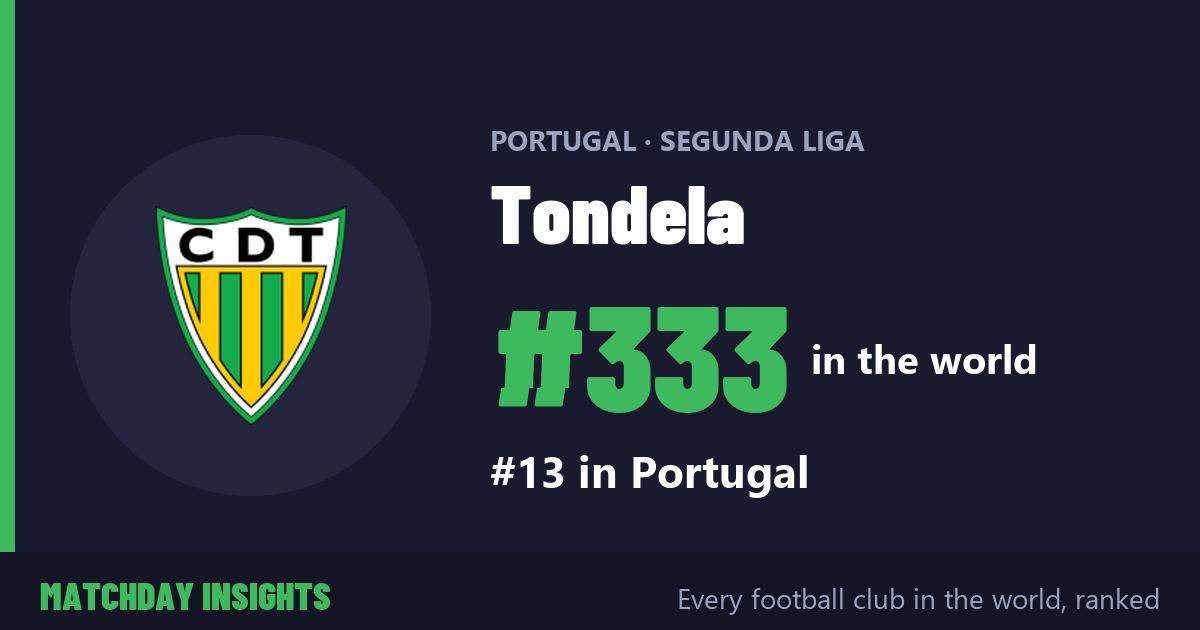 CDT
PORTUGAL · SEGUNDA LIGA
Tondela
#333 in the world
#13 in Portugal
MATCHDAY INSIGHTS
Every football club in the world, ranked